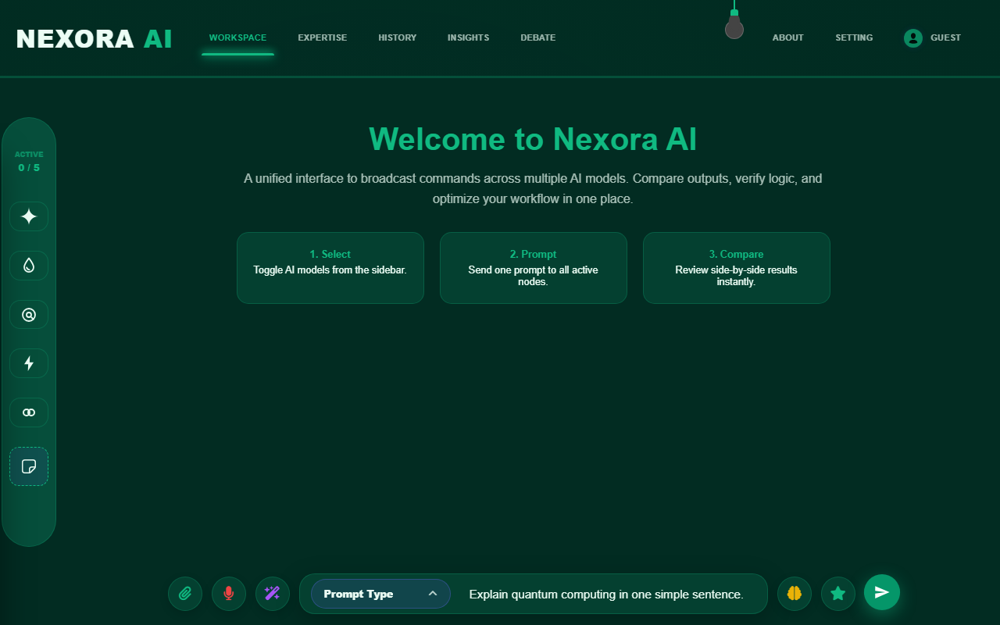 NEXORA AI
WORKSPACE
EXPERTISE
HISTORY
INSIGHTS
DEBATE
ABOUT
SETTING
GUEST
ACTIVE
0 / 5
Welcome to Nexora AI
A unified interface to broadcast commands across multiple AI models. Compare outputs, verify logic, and
optimize your workflow in one place.
1. Select
Toggle AI models from the sidebar.
2. Prompt
Send one prompt to all active
nodes.
3. Compare
Review side-by-side results
instantly.
Prompt Type
Explain quantum computing in one simple sentence.